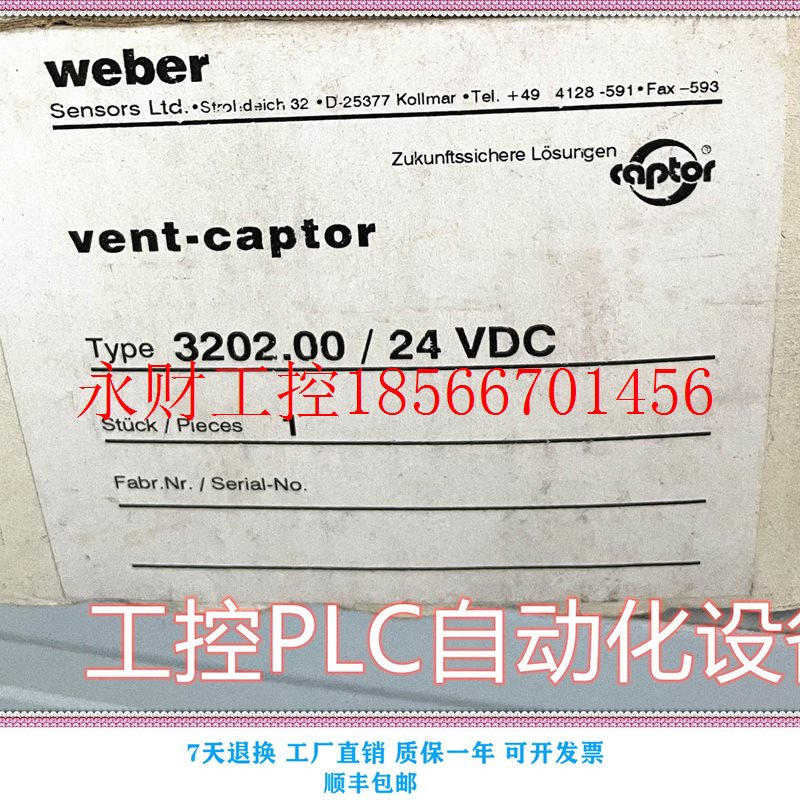 weber
Sensors Ltd. • Strohdeich 32 • D-25377 Kollmar • Tel. +49 4128 -591 • Fax -593
Zukunftssichere Lösungen captor®
vent-captor
Type 3202.00 / 24 VDC
永财工控18566701456
Stück / Pieces 1
Fabr.Nr. / Serial-No.
工控PLC自动化设备
7天退换 工厂直销 质保一年 可开发票
顺丰包邮